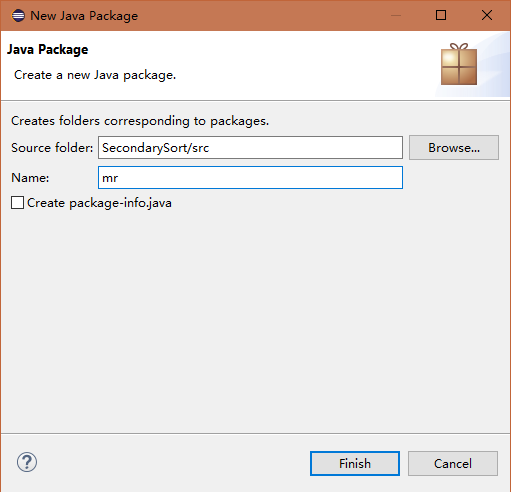 New Java Package
Java Package
Create a new Java package.
Creates folders corresponding to packages.
Source folder: SecondarySort/src Browse...
Name: mr
Create package-info.java
? Finish Cancel